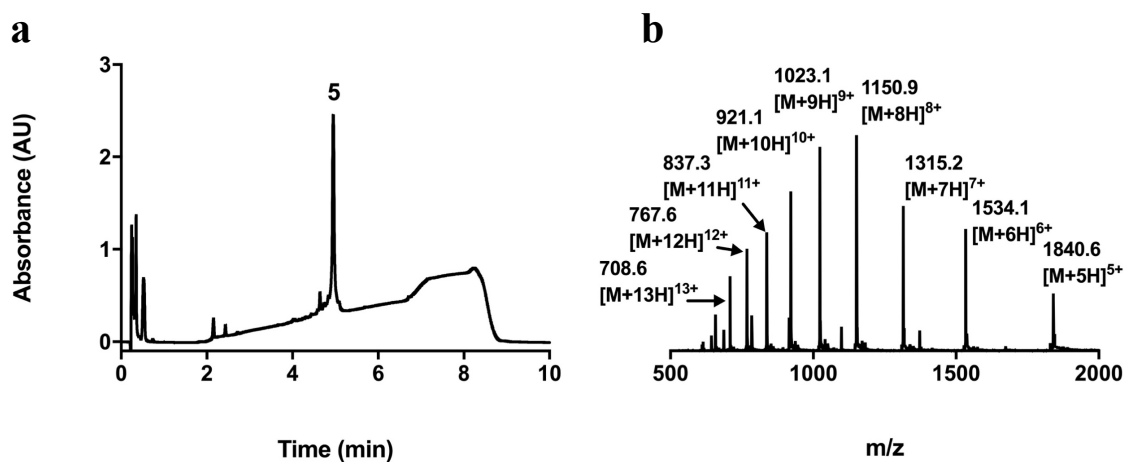 a
Absorbance (AU)
3
2
1
0
5
0
2
4
6
8
10
Time (min)
b
1023.1
[M+9H]9+
1150.9
[M+8H]8+
921.1
[M+10H]10+
837.3
[M+11H]11+
1315.2
[M+7H]7+
767.6
[M+12H]12+
1534.1
[M+6H]6+
708.6
[M+13H]13+
1840.6
[M+5H]5+
500
1000
1500
2000
m/z